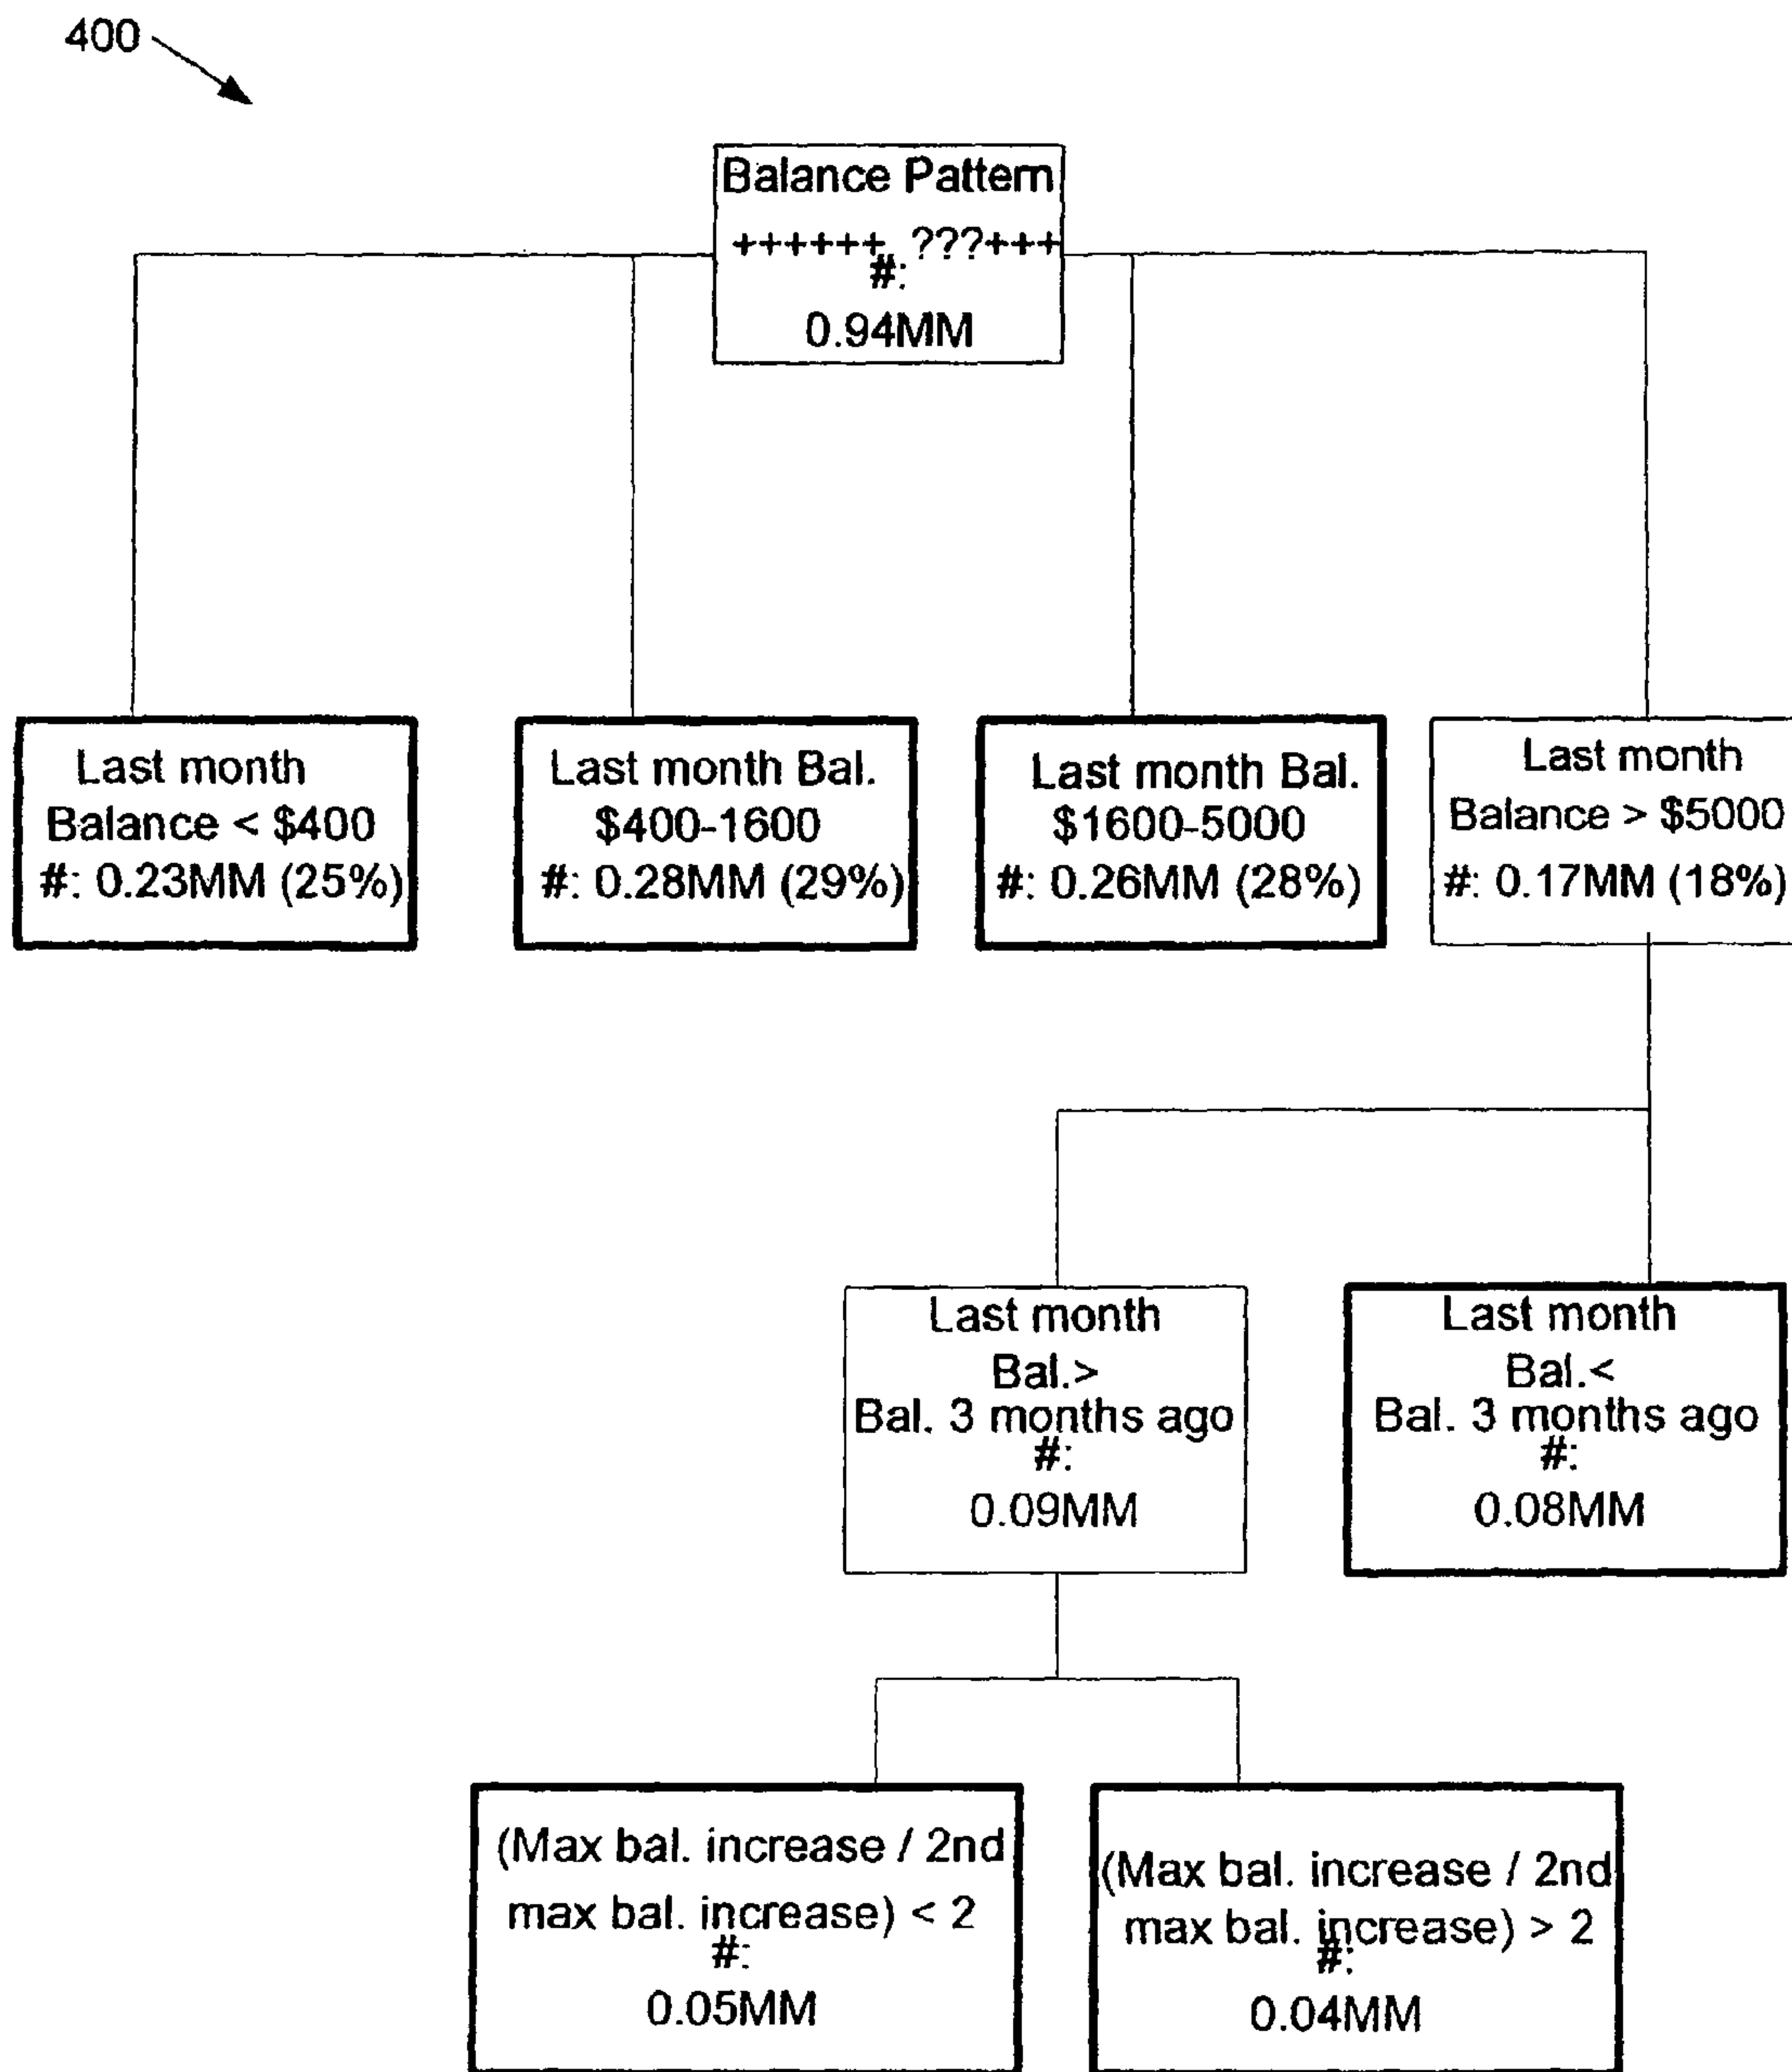 400
Balance Pattern
++++++, ???+++
#:
0.94MM
Last month
Balance < $400
#: 0.23MM (25%)
Last month Bal.
$400-1600
#: 0.28MM (29%)
Last month Bal.
$1600-5000
#: 0.26MM (28%)
Last month
Balance > $5000
#: 0.17MM (18%)
Last month
Bal.>
Bal. 3 months ago
#:
0.09MM
Last month
Bal.<
Bal. 3 months ago
#:
0.08MM
(Max bal. increase / 2nd
max bal. increase) < 2
#:
0.05MM
(Max bal. increase / 2nd
max bal. increase) > 2
#:
0.04MM